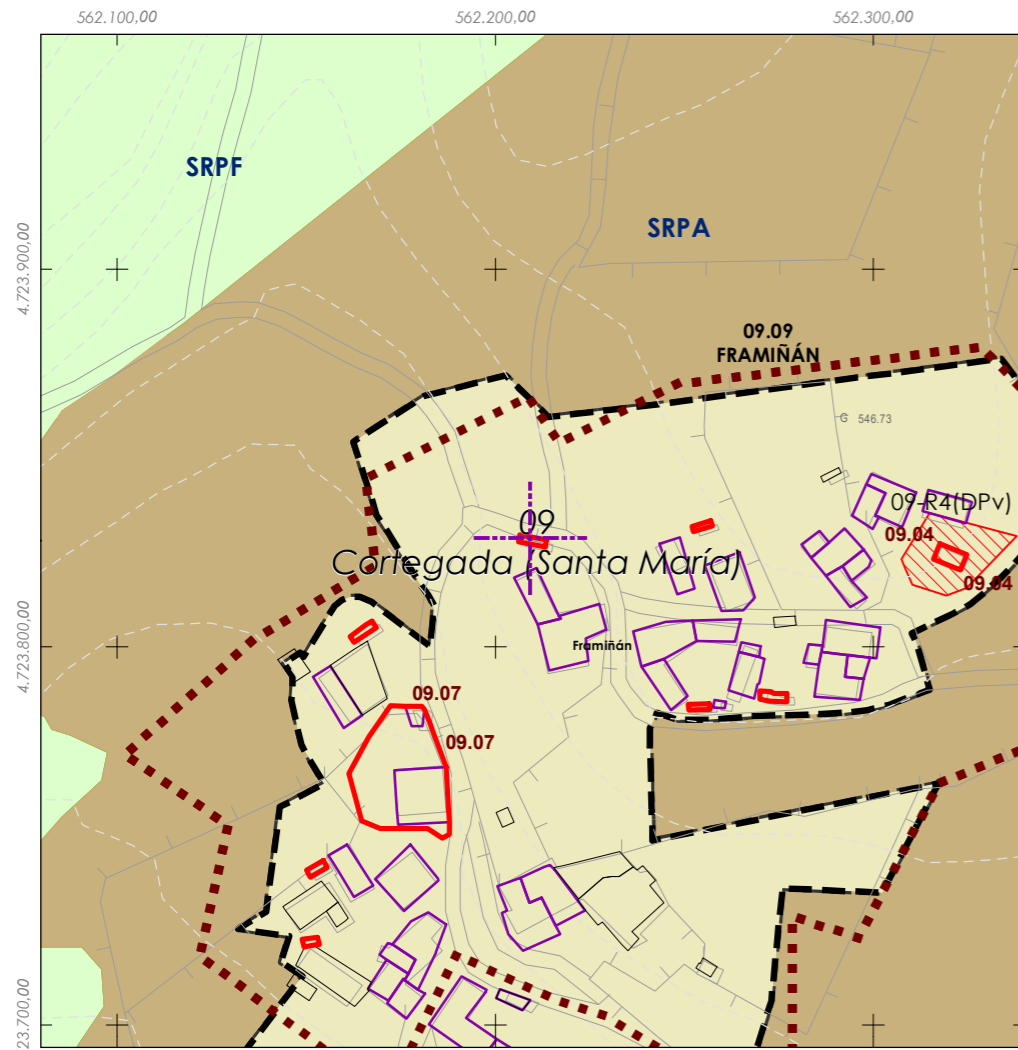 562.100,00
562.200,00
562.300,00
SRPF
SRPA
4.723.900,00
09.09
FRAMIÑÁN
G 546.73
09-R4(DPv)
09
09.04
Cortegada (Santa María)
09.04
4.723.800,00
Framiñán
09.07
09.07
23.700,00